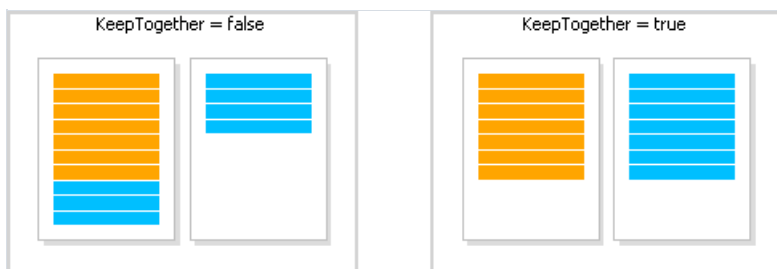 KeepTogether = false
KeepTogether = true